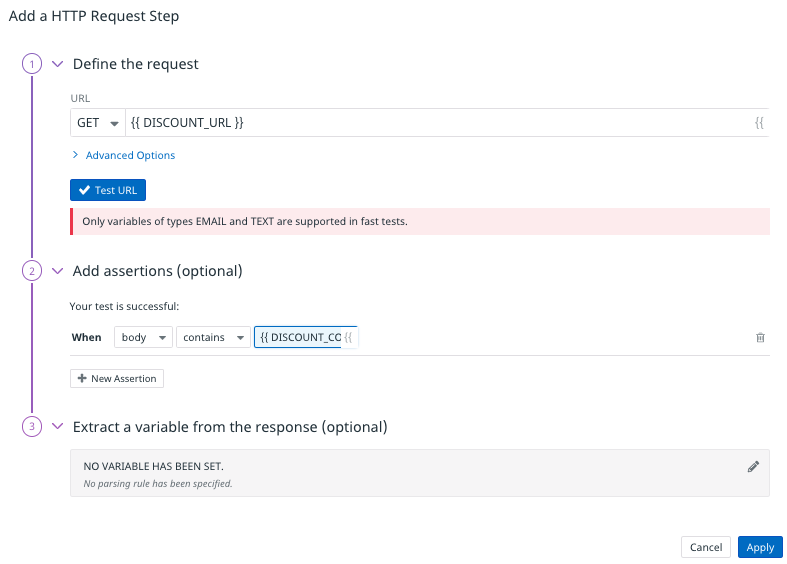 Add a HTTP Request Step
1 Define the request
URL
GET {{ DISCOUNT_URL }} {{
Advanced Options
Test URL
Only variables of types EMAIL and TEXT are supported in fast tests.
2 Add assertions (optional)
Your test is successful:
When body contains {{ DISCOUNT_CO {{
New Assertion
3 Extract a variable from the response (optional)
NO VARIABLE HAS BEEN SET.
No parsing rule has been specified.
Cancel Apply